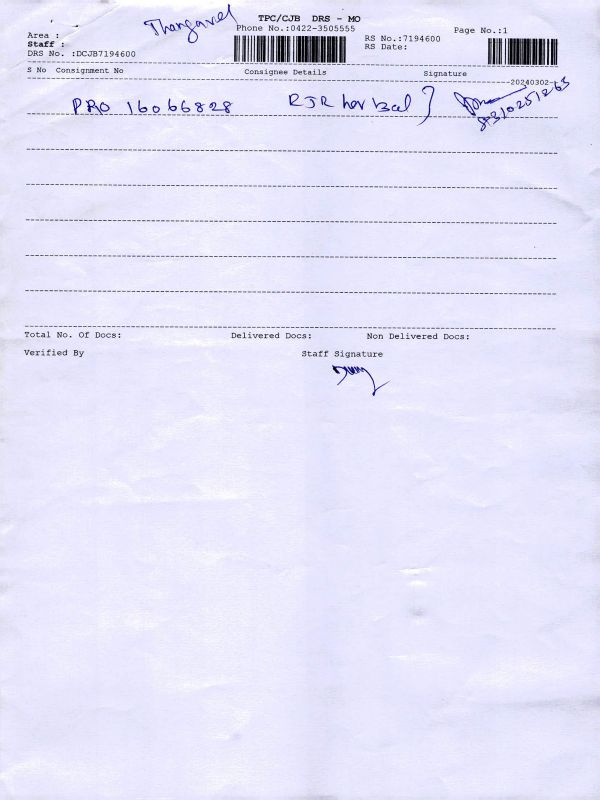 Thangavel
TPC/CJB DRS - MO
Phone No.:0422-3505555
Page No.:1
Area :
Staff :
DRS No. :DCJB7194600
RS No.:7194600
RS Date:
S No Consignment No Consignee Details Signature
20240302-1
PRO 16066828 RJR herbal }
8310251265
Total No. Of Docs: Delivered Docs: Non Delivered Docs:
Verified By Staff Signature